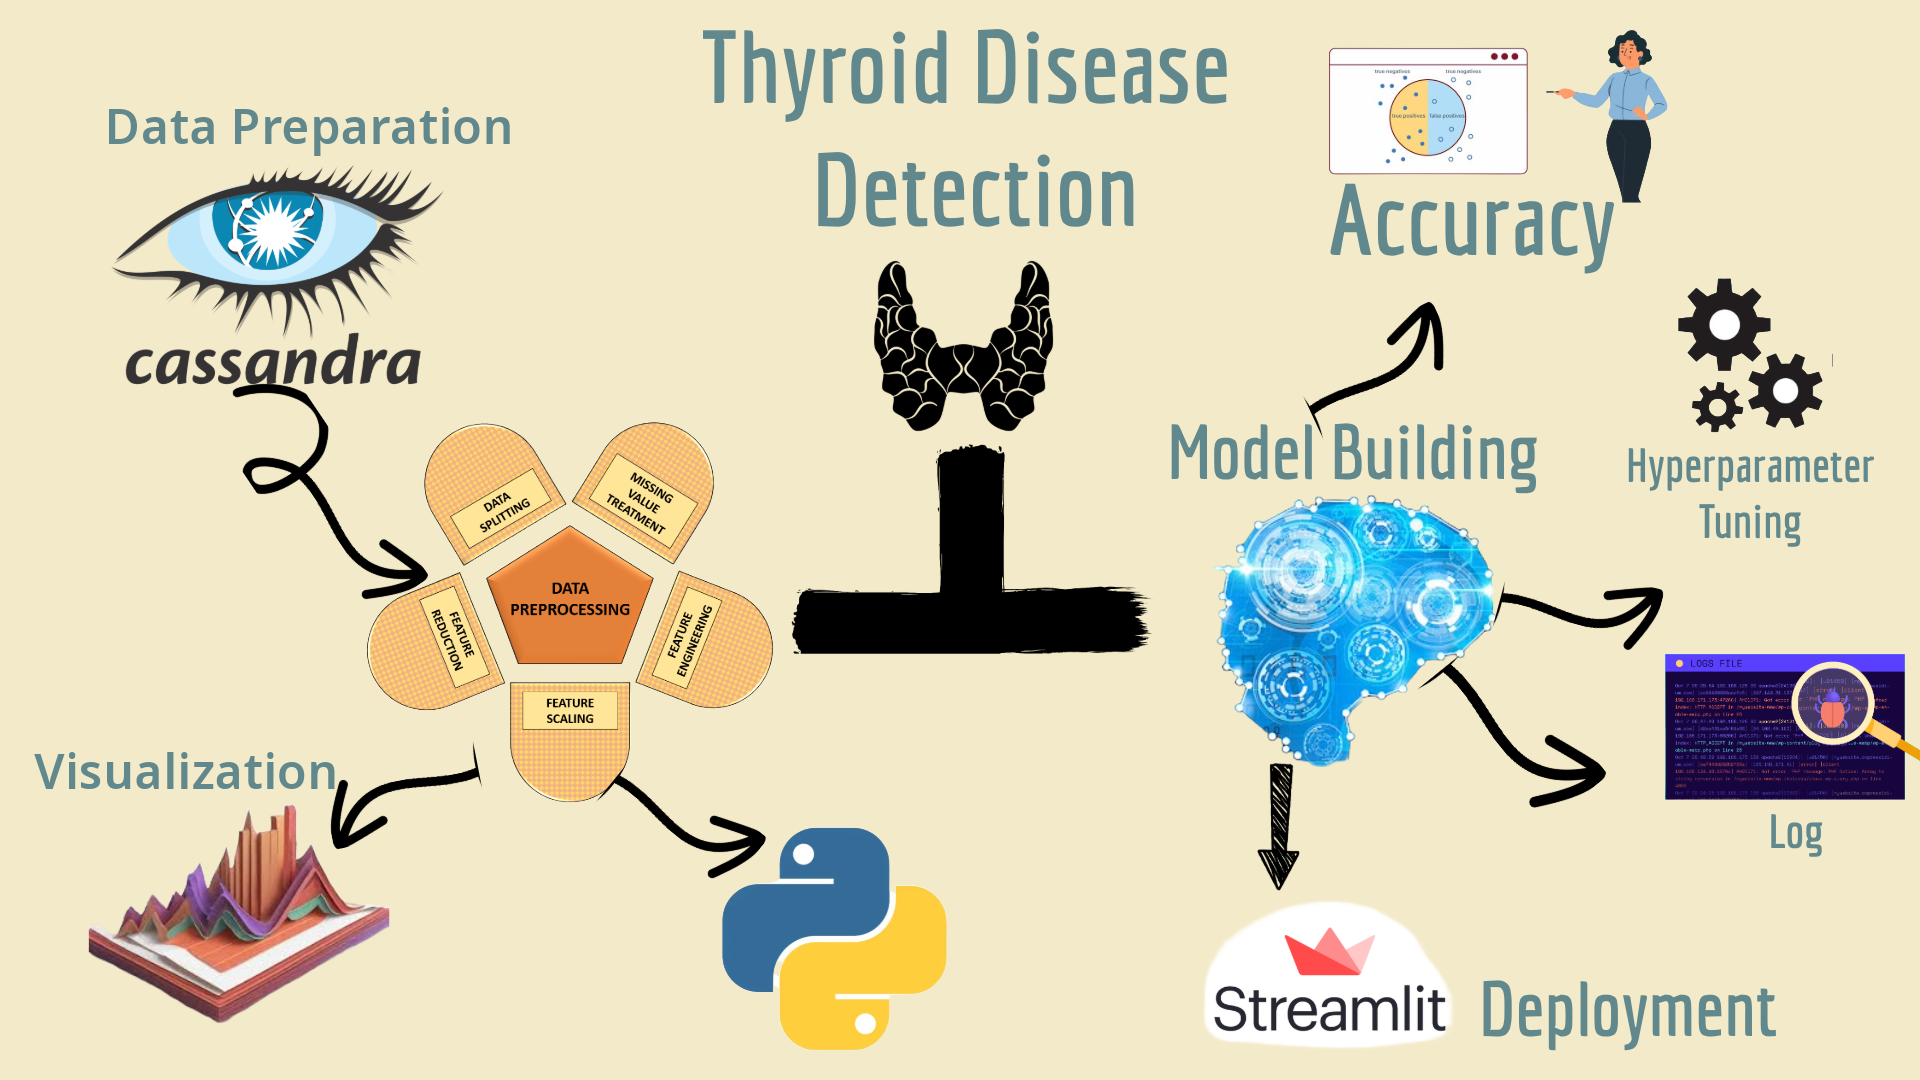 Thyroid Disease
Detection
Data Preparation
cassandra
DATA
SPLITTING
MISSING
VALUE
TREATMENT
DATA
PREPROCESSING
FEATURE
REDUCTION
FEATURE
ENGINEERING
FEATURE
SCALING
Visualization
true negatives
true negatives
true positives
false positives
Accuracy
Model Building
Hyperparameter
Tuning
LOGS FILE
Log
Streamlit
Deployment